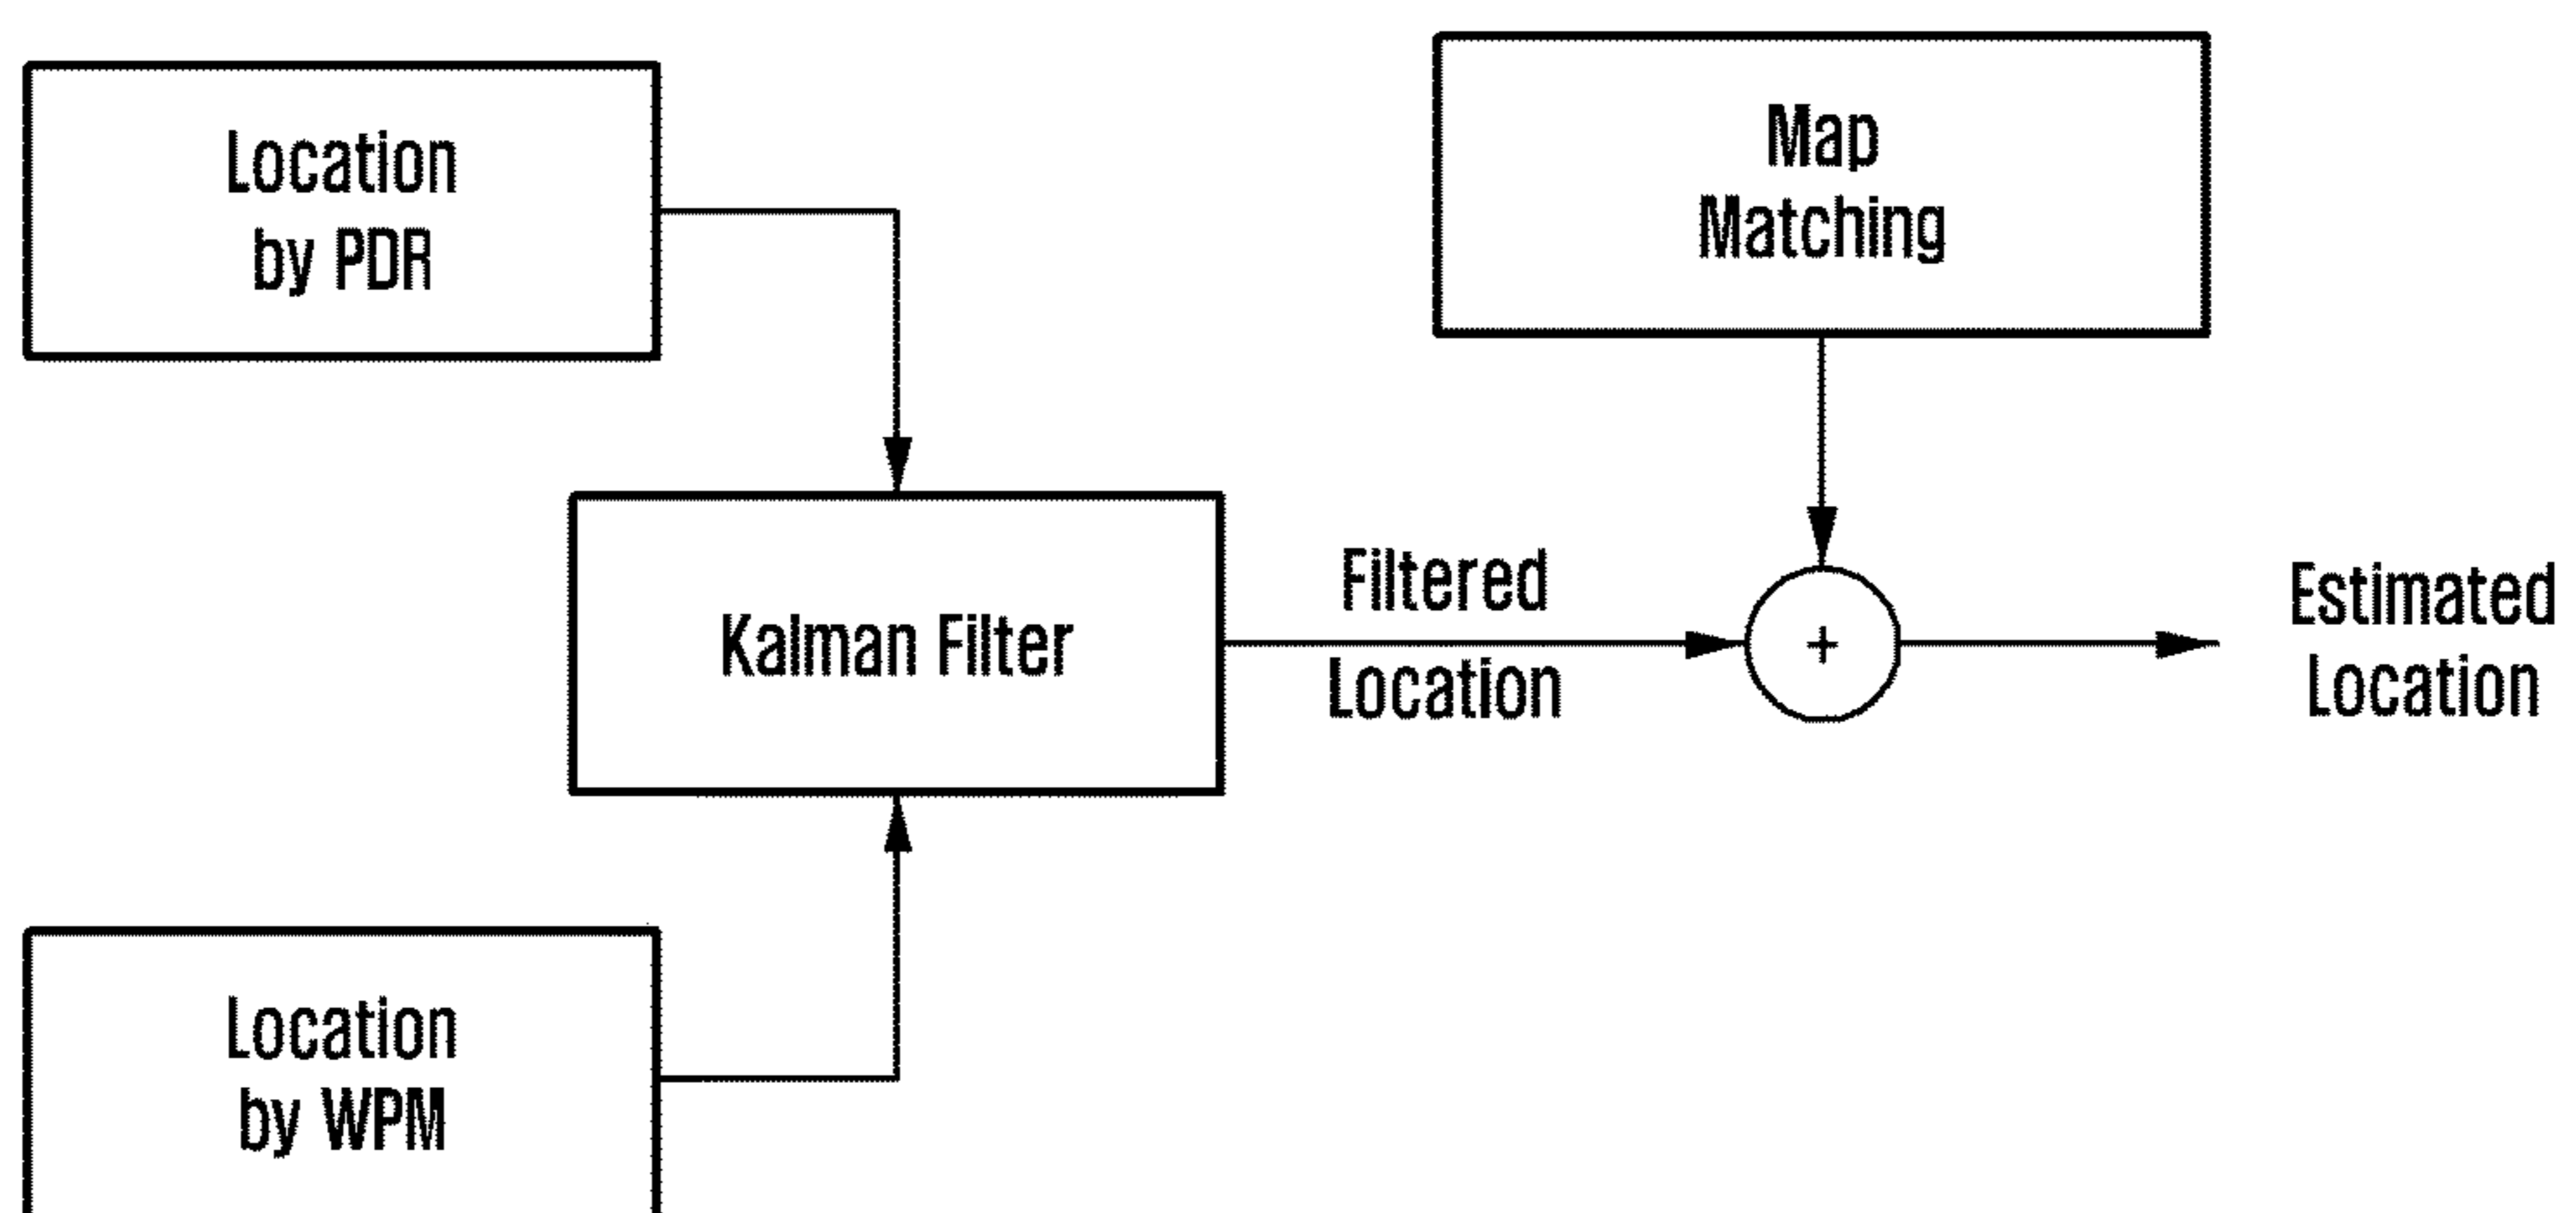 Location
by PDR
Map
Matching
Kalman Filter
Filtered
Location
+
Estimated
Location
Location
by WPM